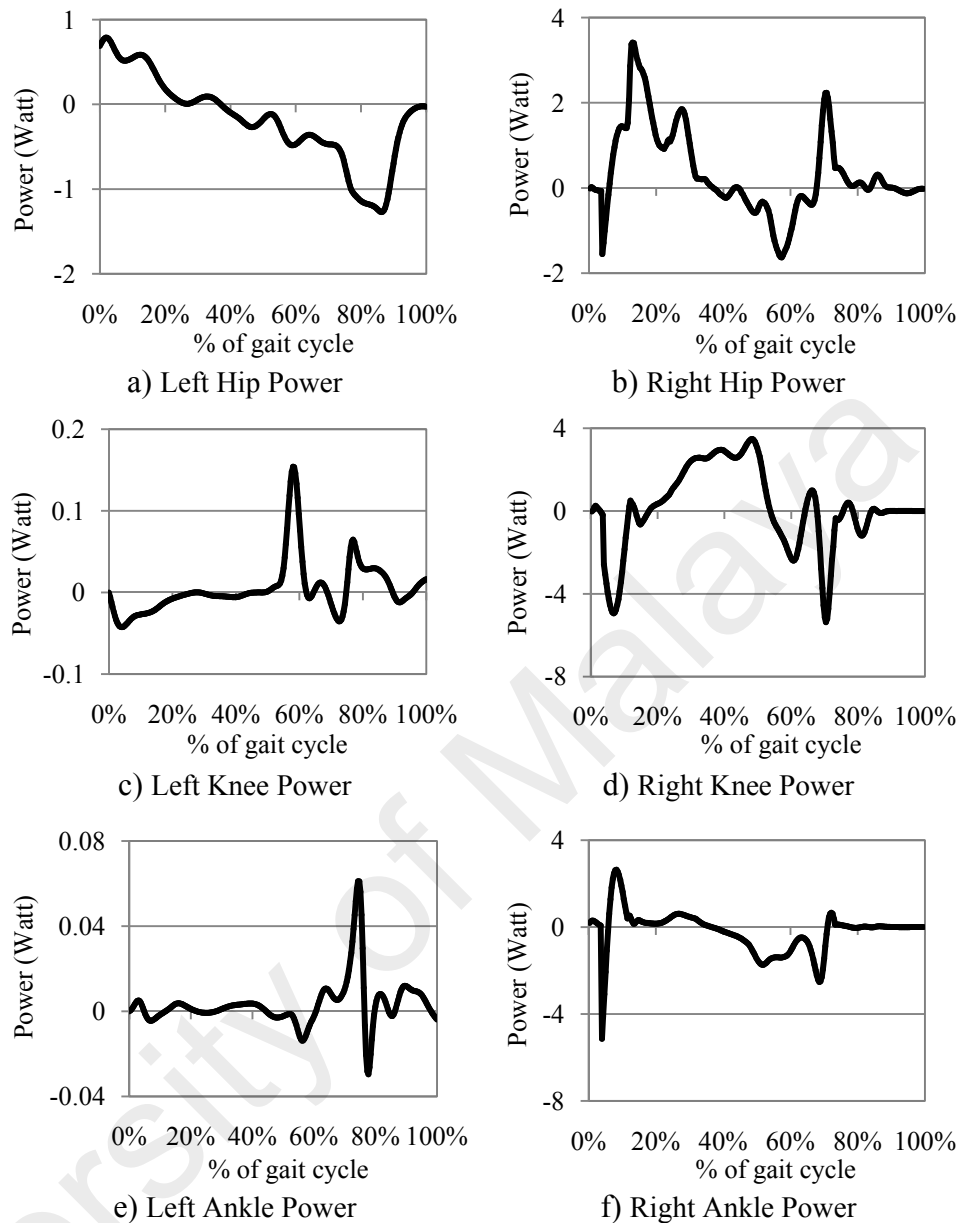 1
0
-1
-2
Power (Watt)
0% 20% 40% 60% 80% 100%
% of gait cycle
a) Left Hip Power
4
2
0
-2
Power (Watt)
0% 20% 40% 60% 80% 100%
% of gait cycle
b) Right Hip Power
0.2
0.1
0
-0.1
Power (Watt)
0% 20% 40% 60% 80% 100%
% of gait cycle
c) Left Knee Power
4
0
-4
-8
Power (Watt)
0% 20% 40% 60% 80% 100%
% of gait cycle
d) Right Knee Power
0.08
0.04
0
-0.04
Power (Watt)
0% 20% 40% 60% 80% 100%
% of gait cycle
e) Left Ankle Power
4
0
-4
-8
Power (Watt)
0% 20% 40% 60% 80% 100%
% of gait cycle
f) Right Ankle Power
ersity of Malaya